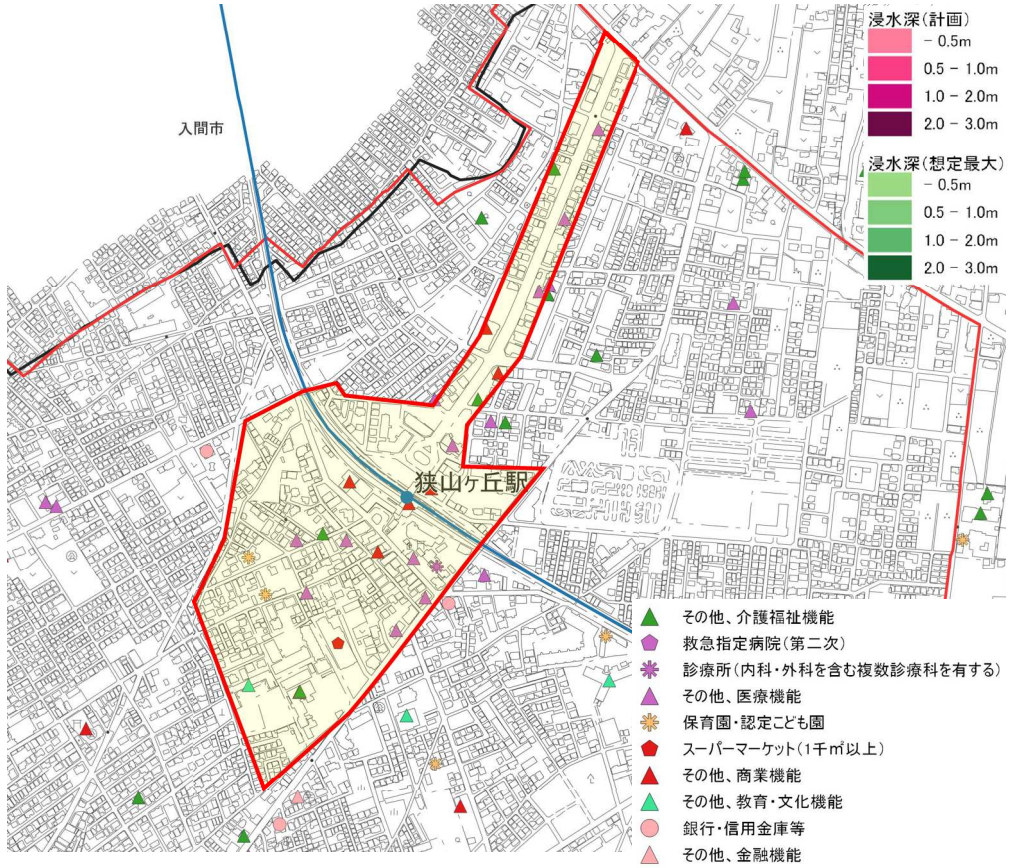 浸水深(計画)
- 0.5m
0.5 - 1.0m
1.0 - 2.0m
2.0 - 3.0m
浸水深(想定最大)
- 0.5m
0.5 - 1.0m
1.0 - 2.0m
2.0 - 3.0m
入間市
狭山ヶ丘駅
その他、介護福祉機能
救急指定病院(第二次)
診療所(内科・外科を含む複数診療科を有する)
その他、医療機能
保育園・認定こども園
スーパーマーケット(1千㎡以上)
その他、商業機能
その他、教育・文化機能
銀行・信用金庫等
その他、金融機能